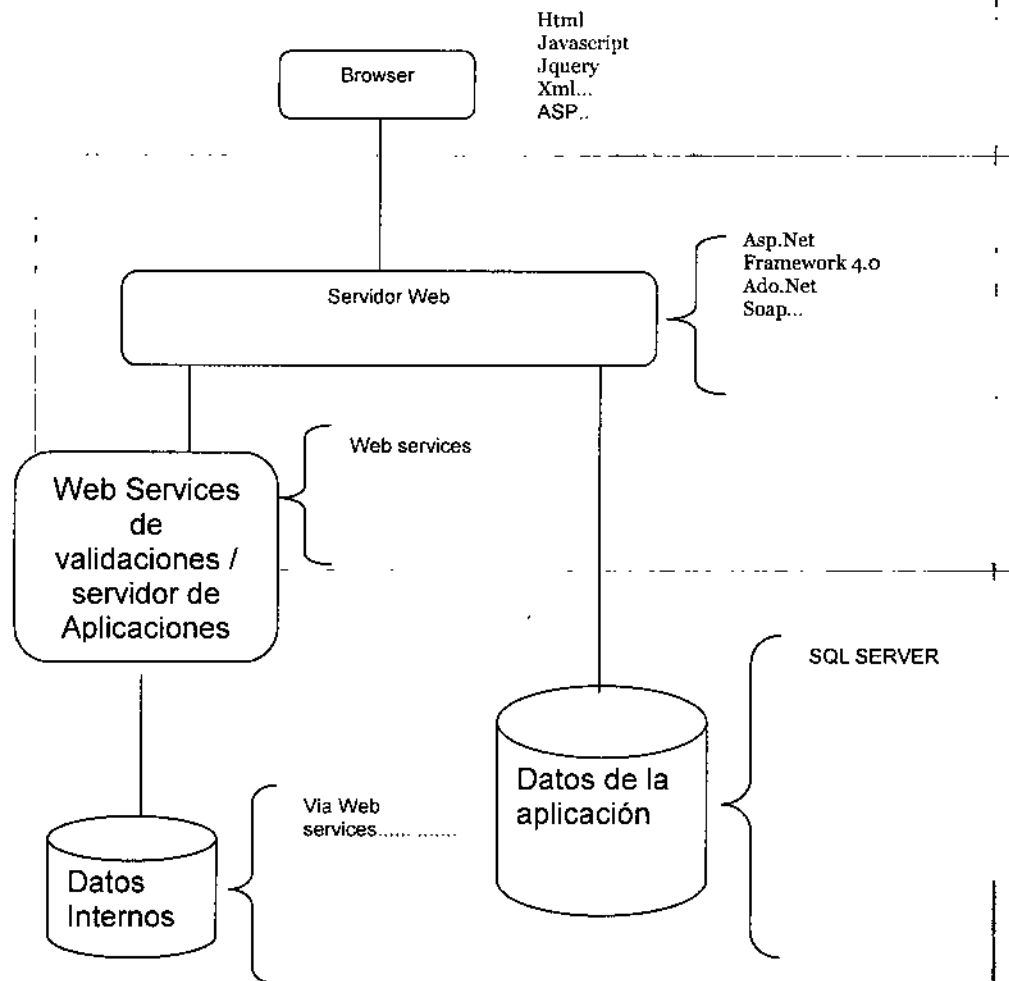 Html
Javascript
Jquery
Xml...
ASP..
Browser
Asp.Net
Framework 4.0
Ado.Net
Soap...
Servidor Web
Web services
Web Services
de
validaciones /
servidor de
Aplicaciones
SQL SERVER
Datos de la
aplicación
Via Web
services............
Datos
Internos